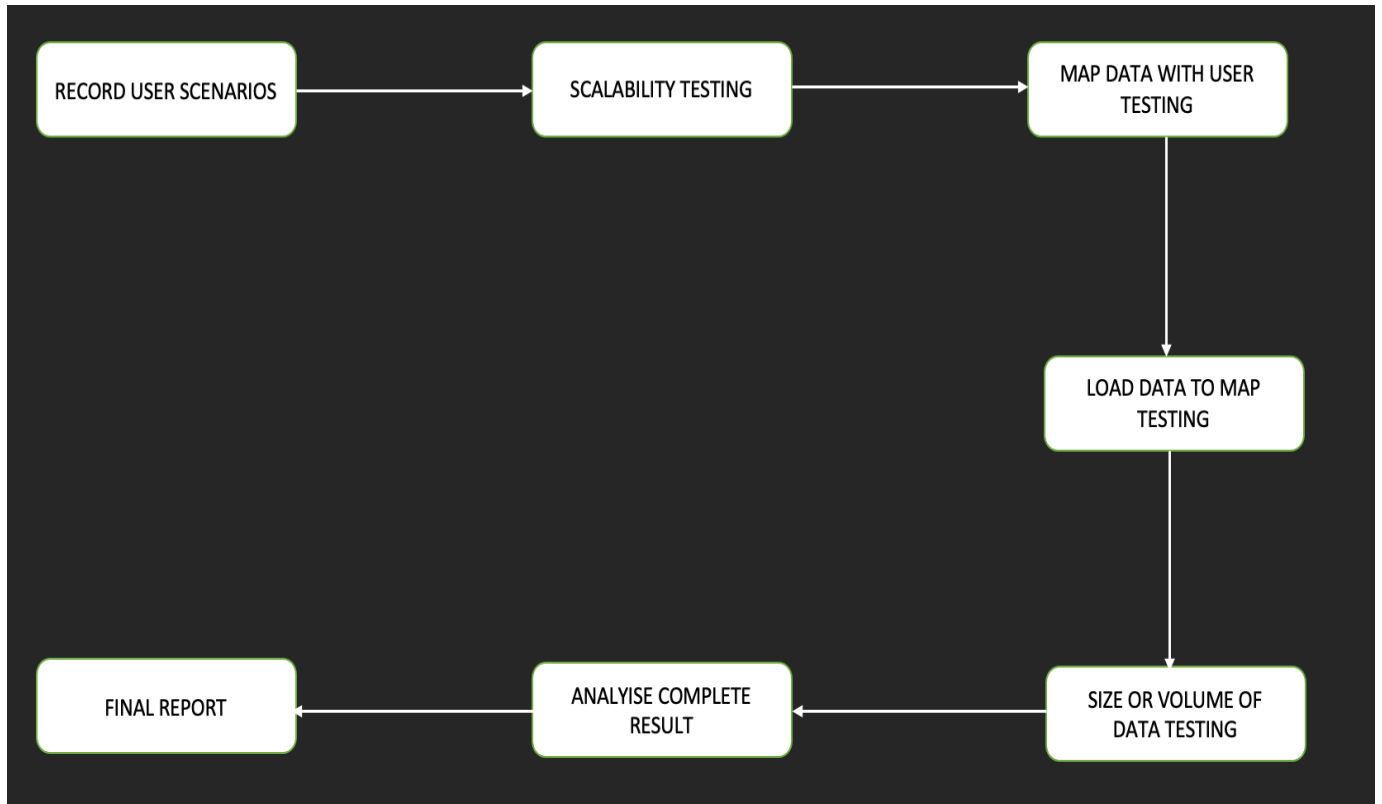 RECORD USER SCENARIOS
SCALABILITY TESTING
MAP DATA WITH USER
TESTING
LOAD DATA TO MAP
TESTING
SIZE OR VOLUME OF
DATA TESTING
ANALYISE COMPLETE
RESULT
FINAL REPORT